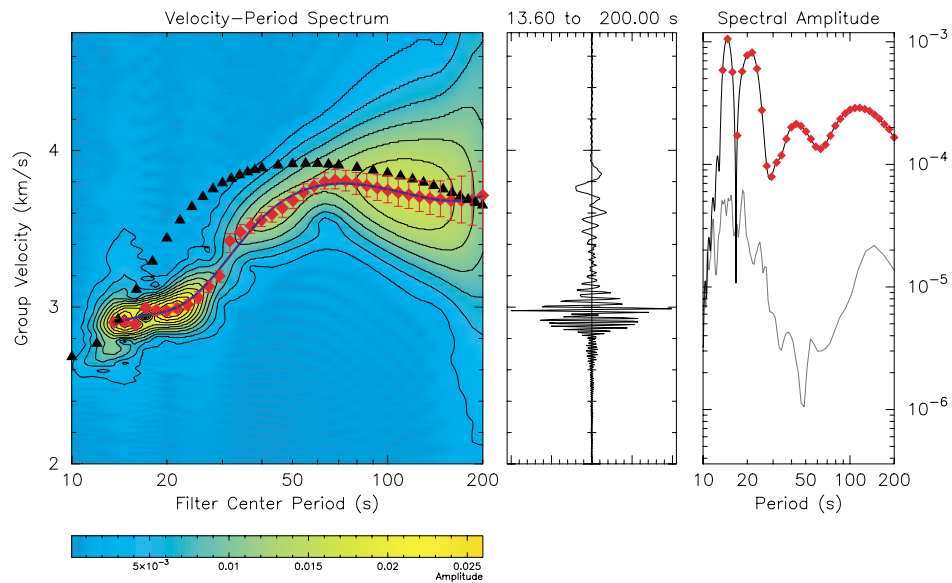 Velocity-Period Spectrum
13.60 to 200.00 s
Spectral Amplitude
Group Velocity (km/s)
4
3
2
10 20 50 100 200
Filter Center Period (s)
10⁻³
10⁻⁴
10⁻⁵
10⁻⁶
10 20 50 100 200
Period (s)
5×10⁻³ 0.01 0.015 0.02 0.025
Amplitude